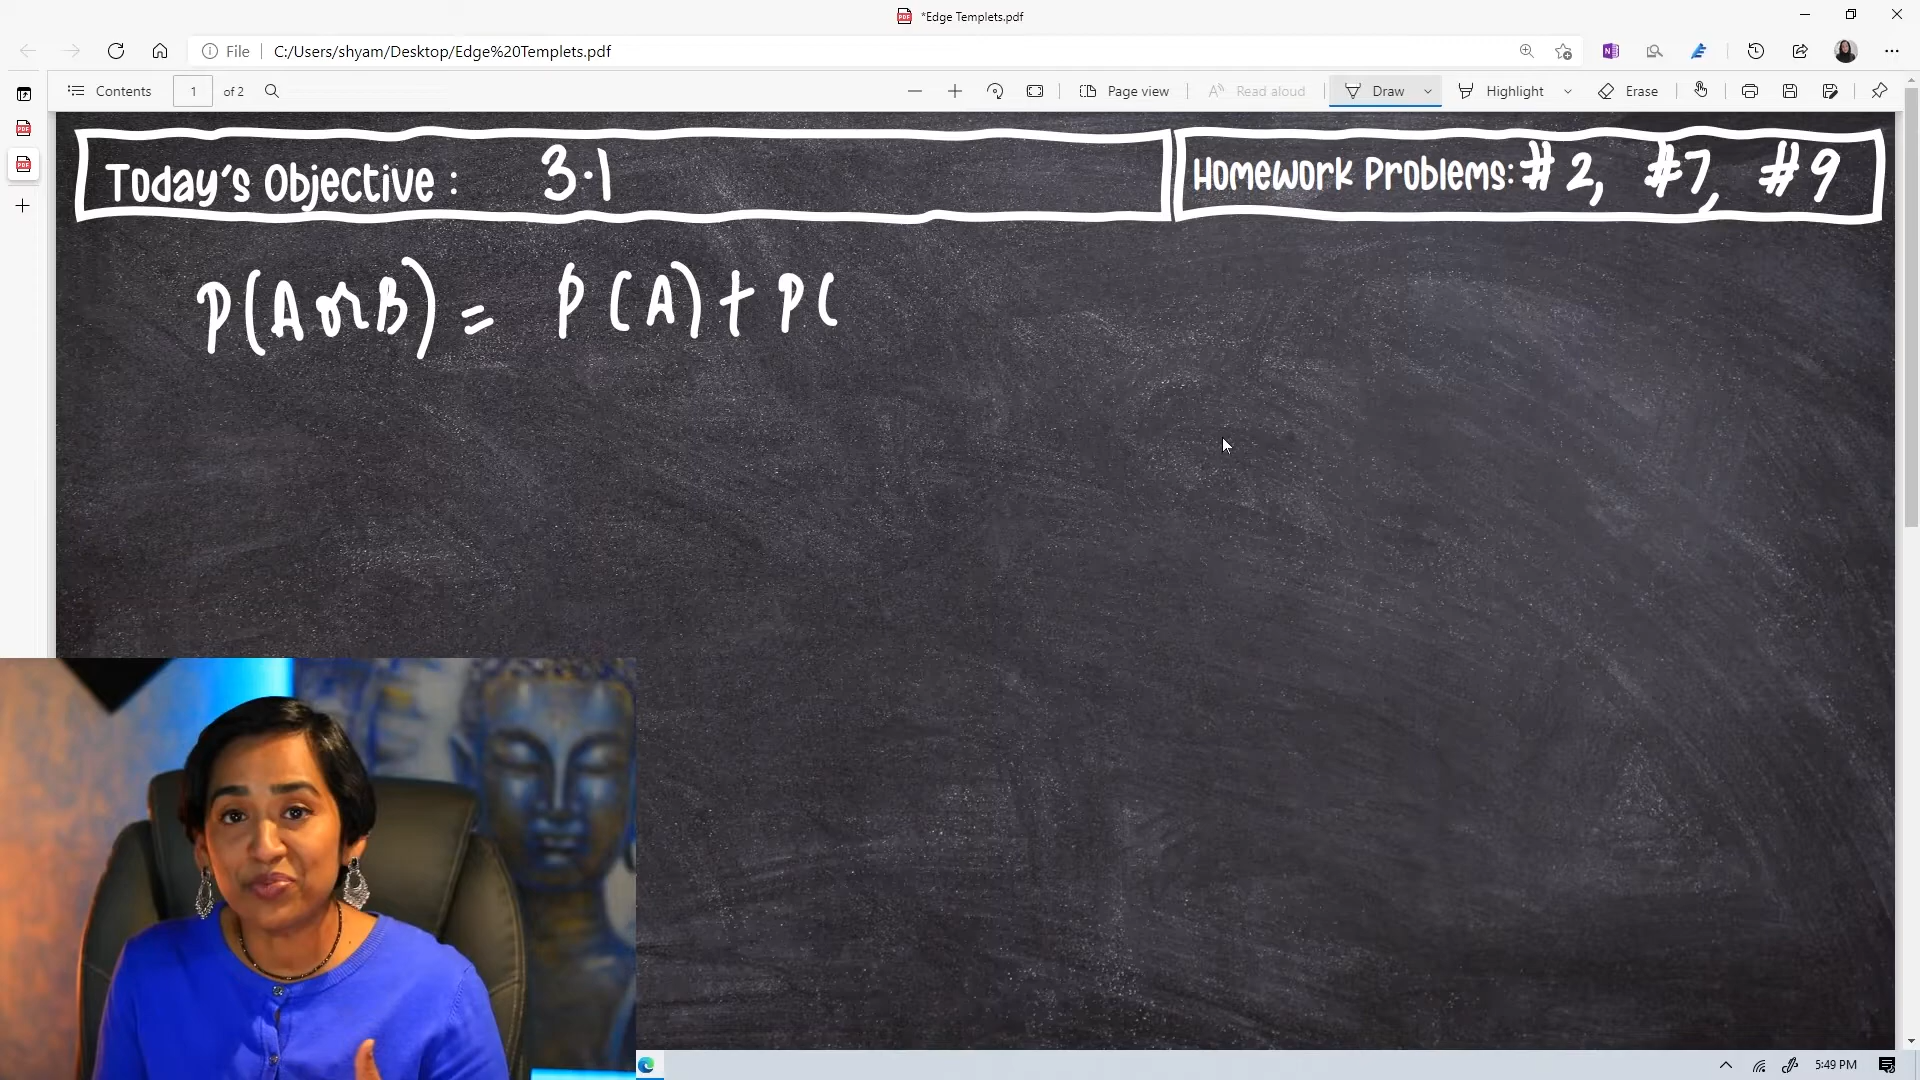 *Edge Templets.pdf
File C:/Users/shyam/Desktop/Edge%20Templets.pdf
Contents 1 of 2 Page view Read aloud Draw Highlight Erase
Today's Objective : 3.1
Homework Problems: #2, #7, #9
P(A or B) = P(A) + P(
5:49 PM